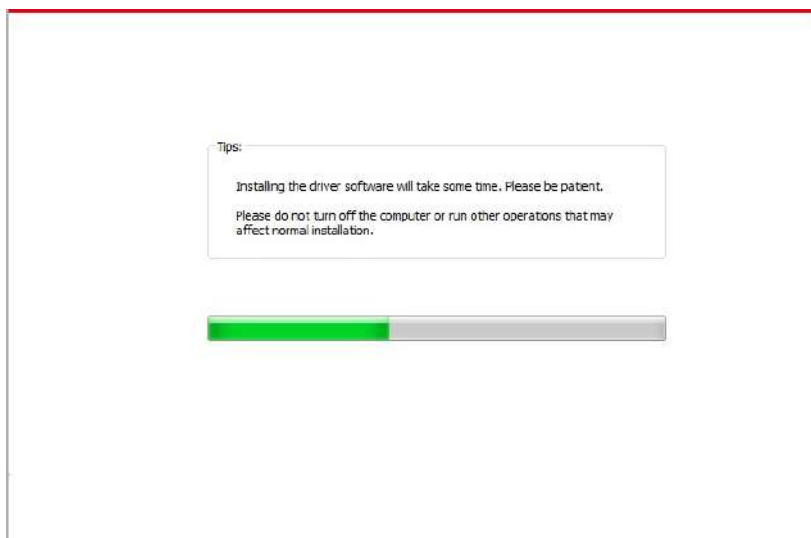 Tips:
Installing the driver software will take some time. Please be patient.
Please do not turn off the computer or run other operations that may
affect normal installation.